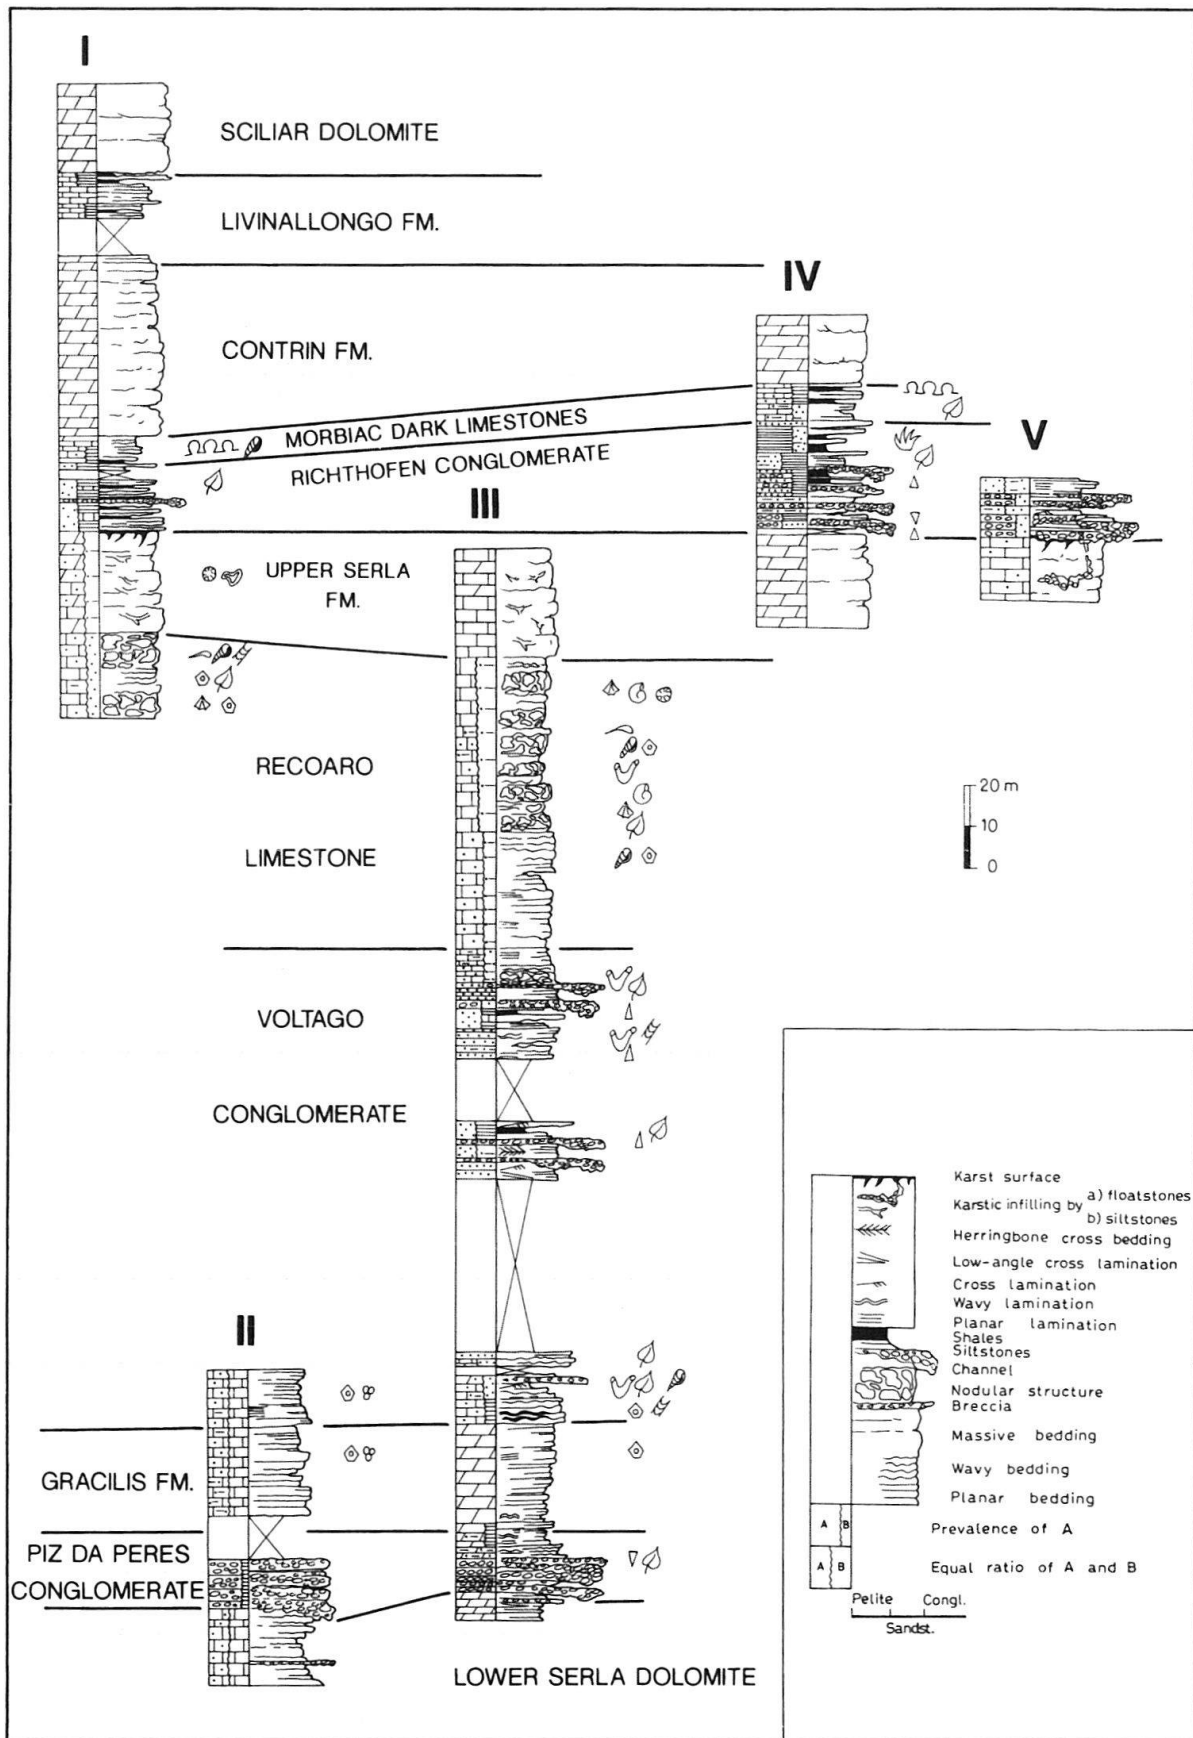 I
SCILIAR DOLOMITE
LIVINALLONGO FM.
IV
CONTRIN FM.
MORBIAC DARK LIMESTONES
V
RICHTHOFEN CONGLOMERATE
III
UPPER SERLA
FM.
RECOARO
20 m
10
0
LIMESTONE
VOLTAGO
CONGLOMERATE
Karst surface
Karstic infilling by a) floatstones
b) siltstones
Herringbone cross bedding
Low-angle cross lamination
Cross lamination
Wavy lamination
Planar lamination
Shales
Siltstones
Channel
Nodular structure
Breccia
Massive bedding
Wavy bedding
Planar bedding
A B Prevalence of A
A B Equal ratio of A and B
Pelite Congl.
Sandst.
II
GRACILIS FM.
PIZ DA PERES
CONGLOMERATE
LOWER SERLA DOLOMITE